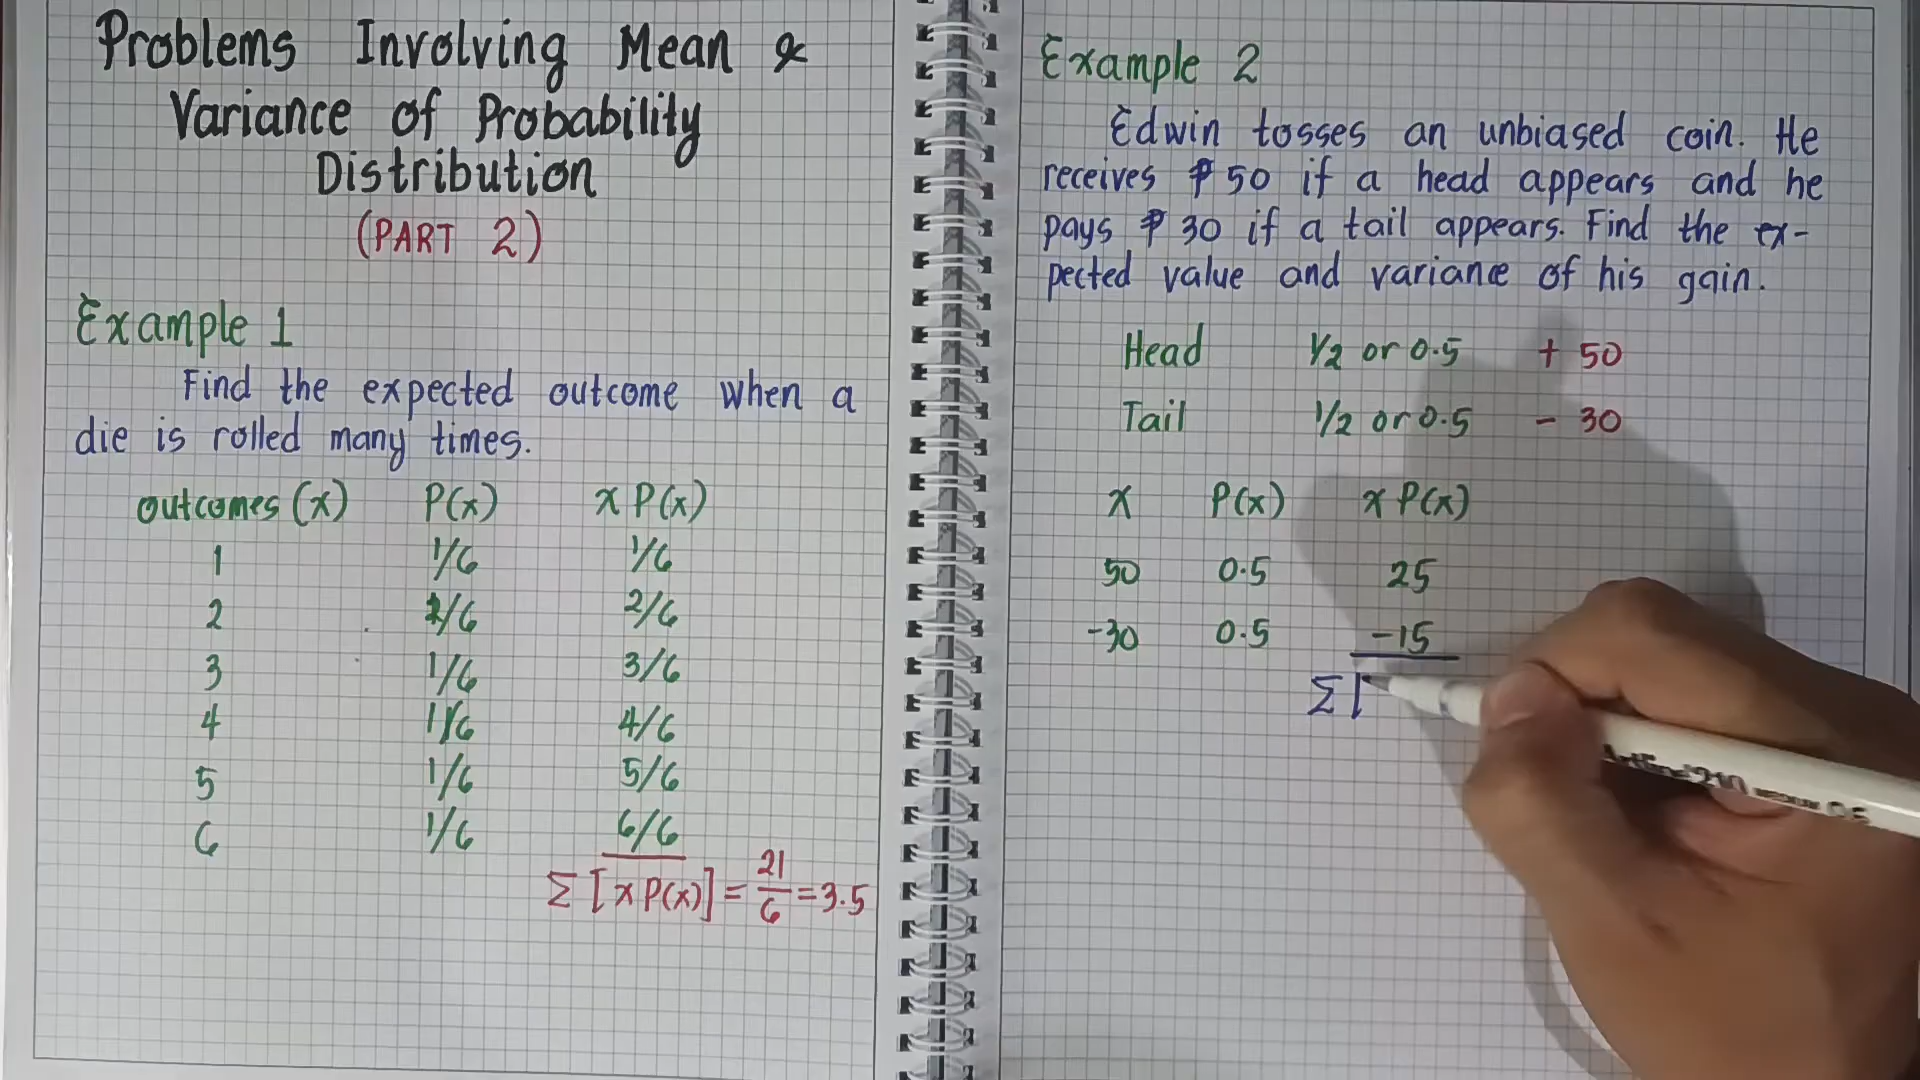 Problems Involving Mean &
Variance of Probability
Distribution
(PART 2)
Example 1
Find the expected outcome when a
die is rolled many times.
outcomes (x) P(x) x P(x)
1 1/6 1/6
2 1/6 2/6
3 1/6 3/6
4 1/6 4/6
5 1/6 5/6
6 1/6 6/6
Σ [x P(x)] = 21/6 = 3.5
Example 2
Edwin tosses an unbiased coin. He
receives ₱ 50 if a head appears and he
pays ₱ 30 if a tail appears. Find the ex-
pected value and variance of his gain.
Head 1/2 or 0.5 + 50
Tail 1/2 or 0.5 - 30
x P(x) x P(x)
50 0.5 25
-30 0.5 -15
Σ [